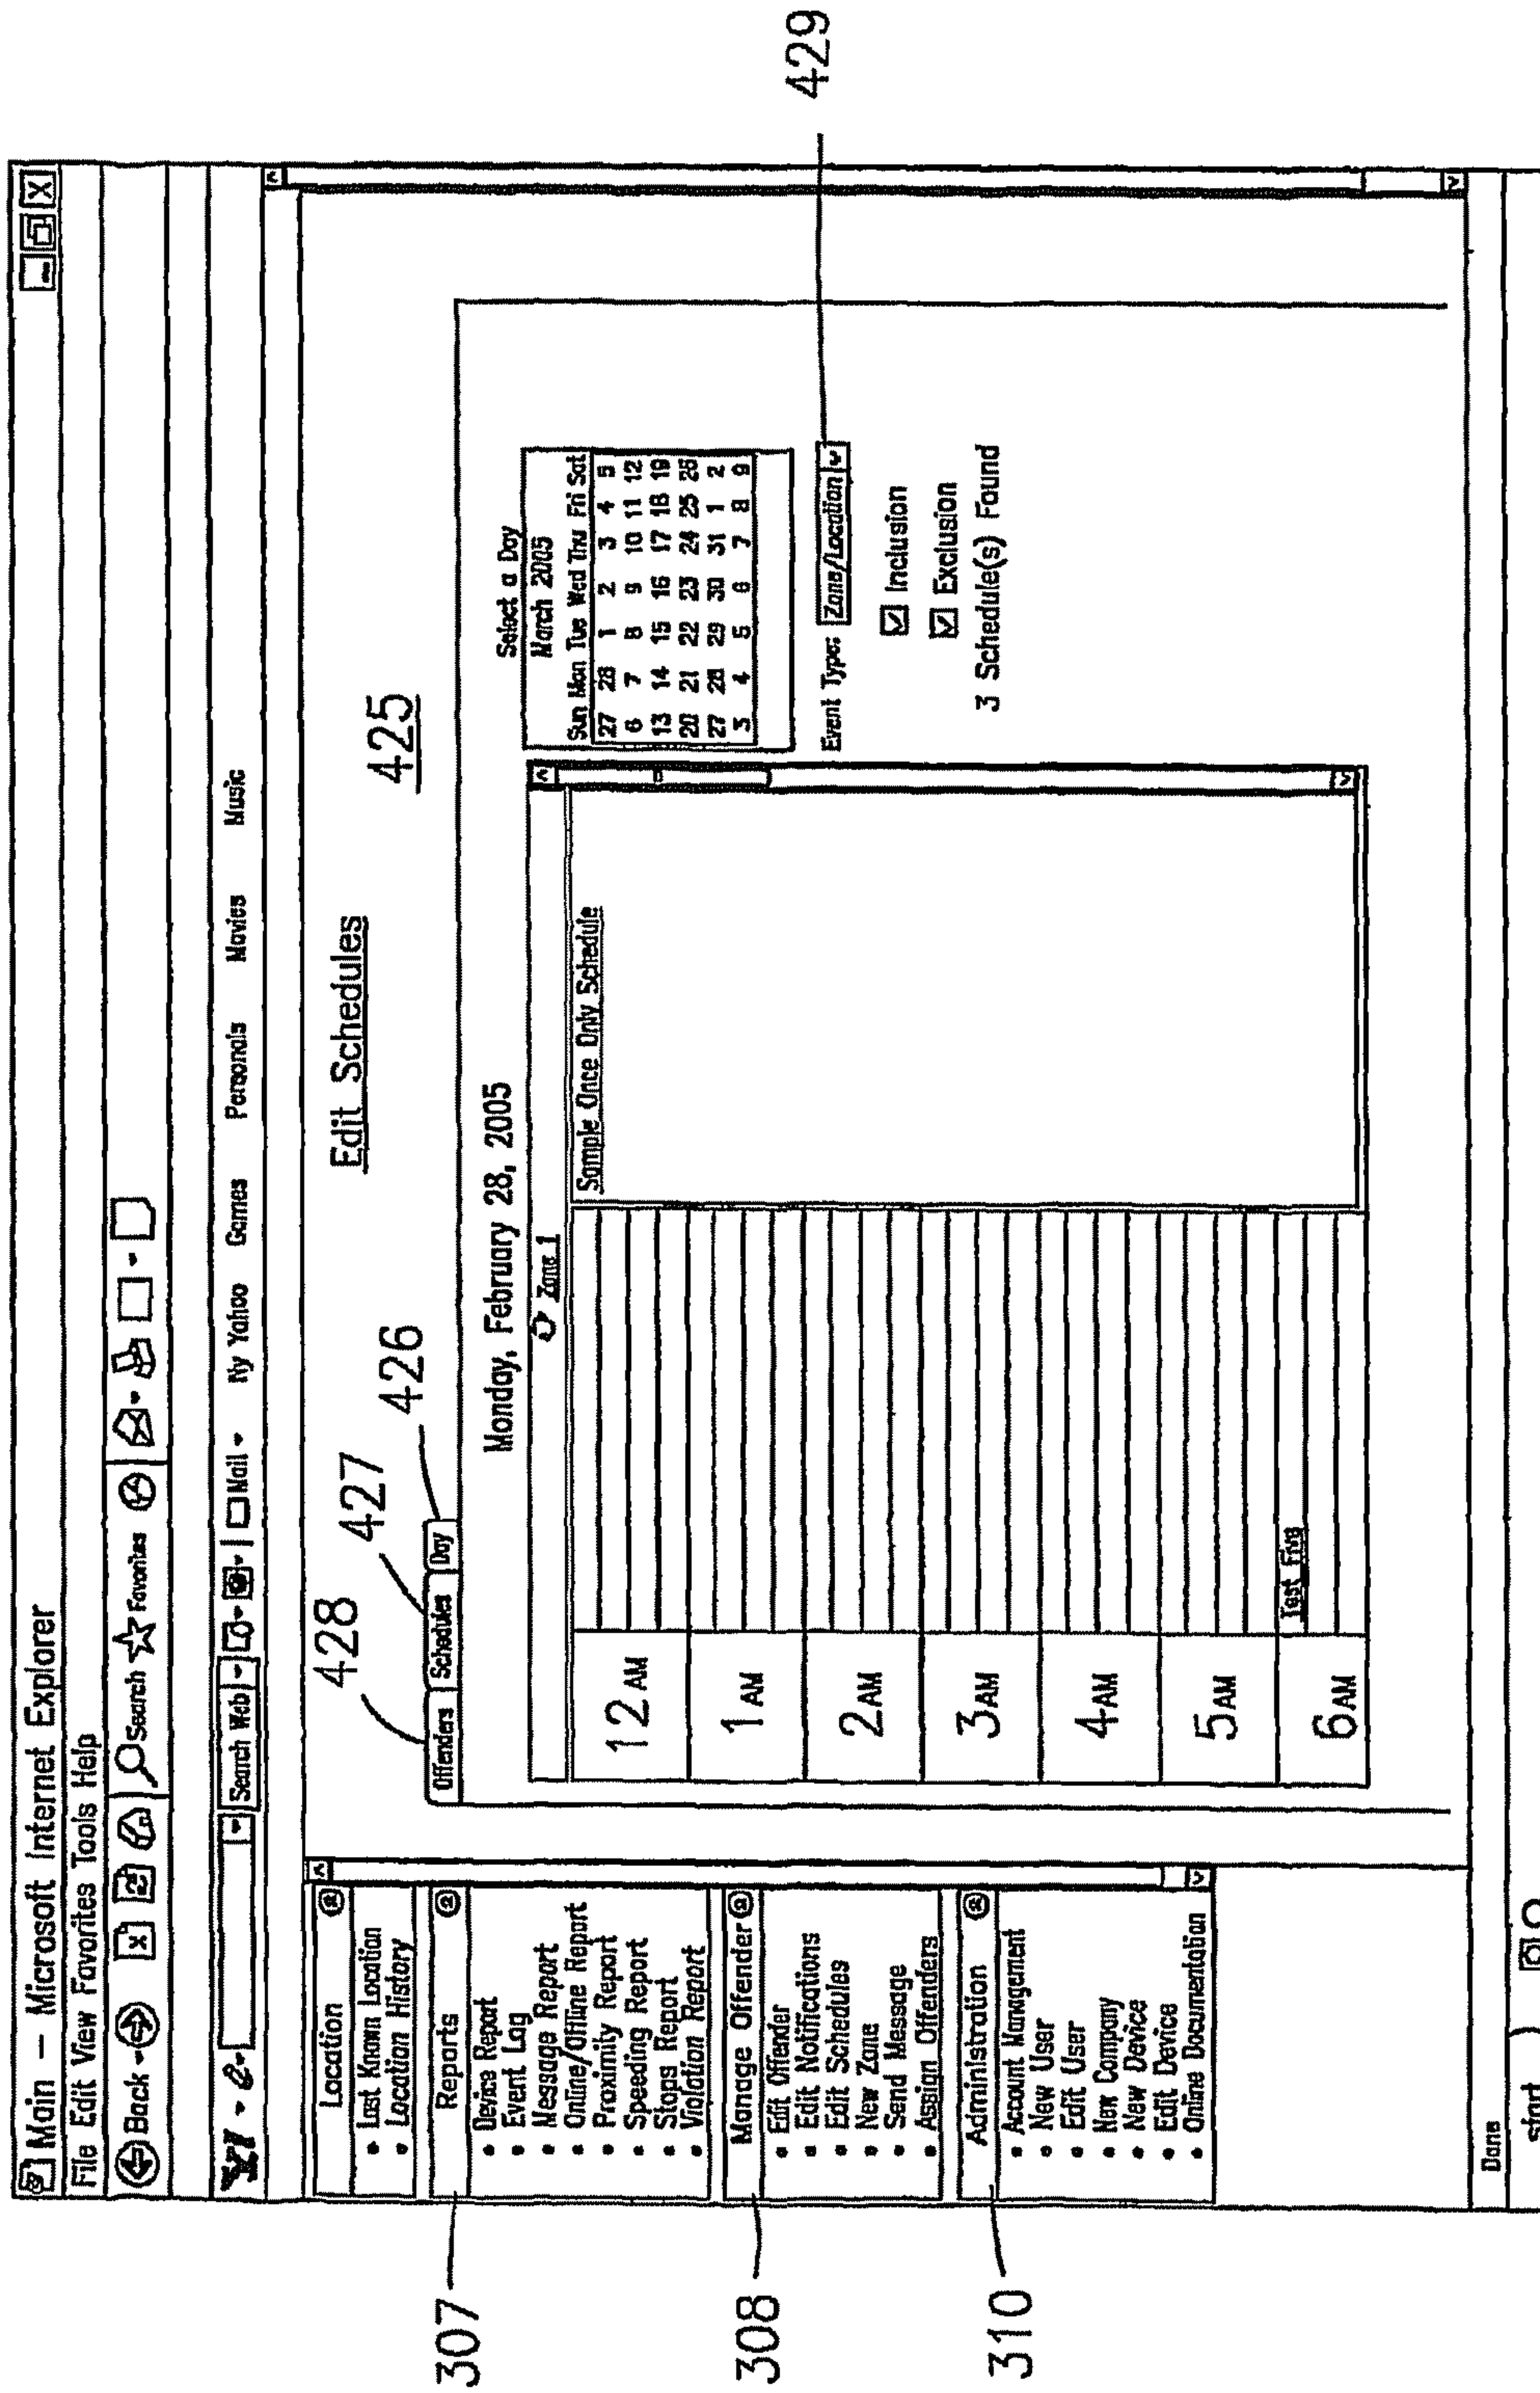 Main – Microsoft Internet Explorer
File Edit View Favorites Tools Help
Back
Search
Favorites
Y!
Search Web
Mail
My Yahoo
Games
Personals
Movies
Music
Location
• Last Known Location
• Location History
307
Reports
• Device Report
• Event Log
• Message Report
• Online/Offline Report
• Proximity Report
• Speeding Report
• Stops Report
• Violation Report
308
Manage Offender
• Edit Offender
• Edit Notifications
• Edit Schedules
• New Zone
• Send Message
• Assign Offenders
310
Administration
• Account Management
• New User
• Edit User
• New Company
• New Device
• Edit Device
• Online Documentation
Edit Schedules
425
428
427
426
Offenders
Schedules
Day
Monday, February 28, 2005
Zone 1
Sample Once Only Schedule
12 AM
1 AM
2 AM
3 AM
4 AM
5 AM
6 AM
Test Five
Select a Day
March 2005
Sun Mon Tue Wed Thu Fri Sat
27 28 1 2 3 4 5
6 7 8 9 10 11 12
13 14 15 16 17 18 19
20 21 22 23 24 25 26
27 28 29 30 31 1 2
3 4 5 6 7 8 9
Event Type: Zone/Location
429
Inclusion
Exclusion
3 Schedule(s) Found
Done
start